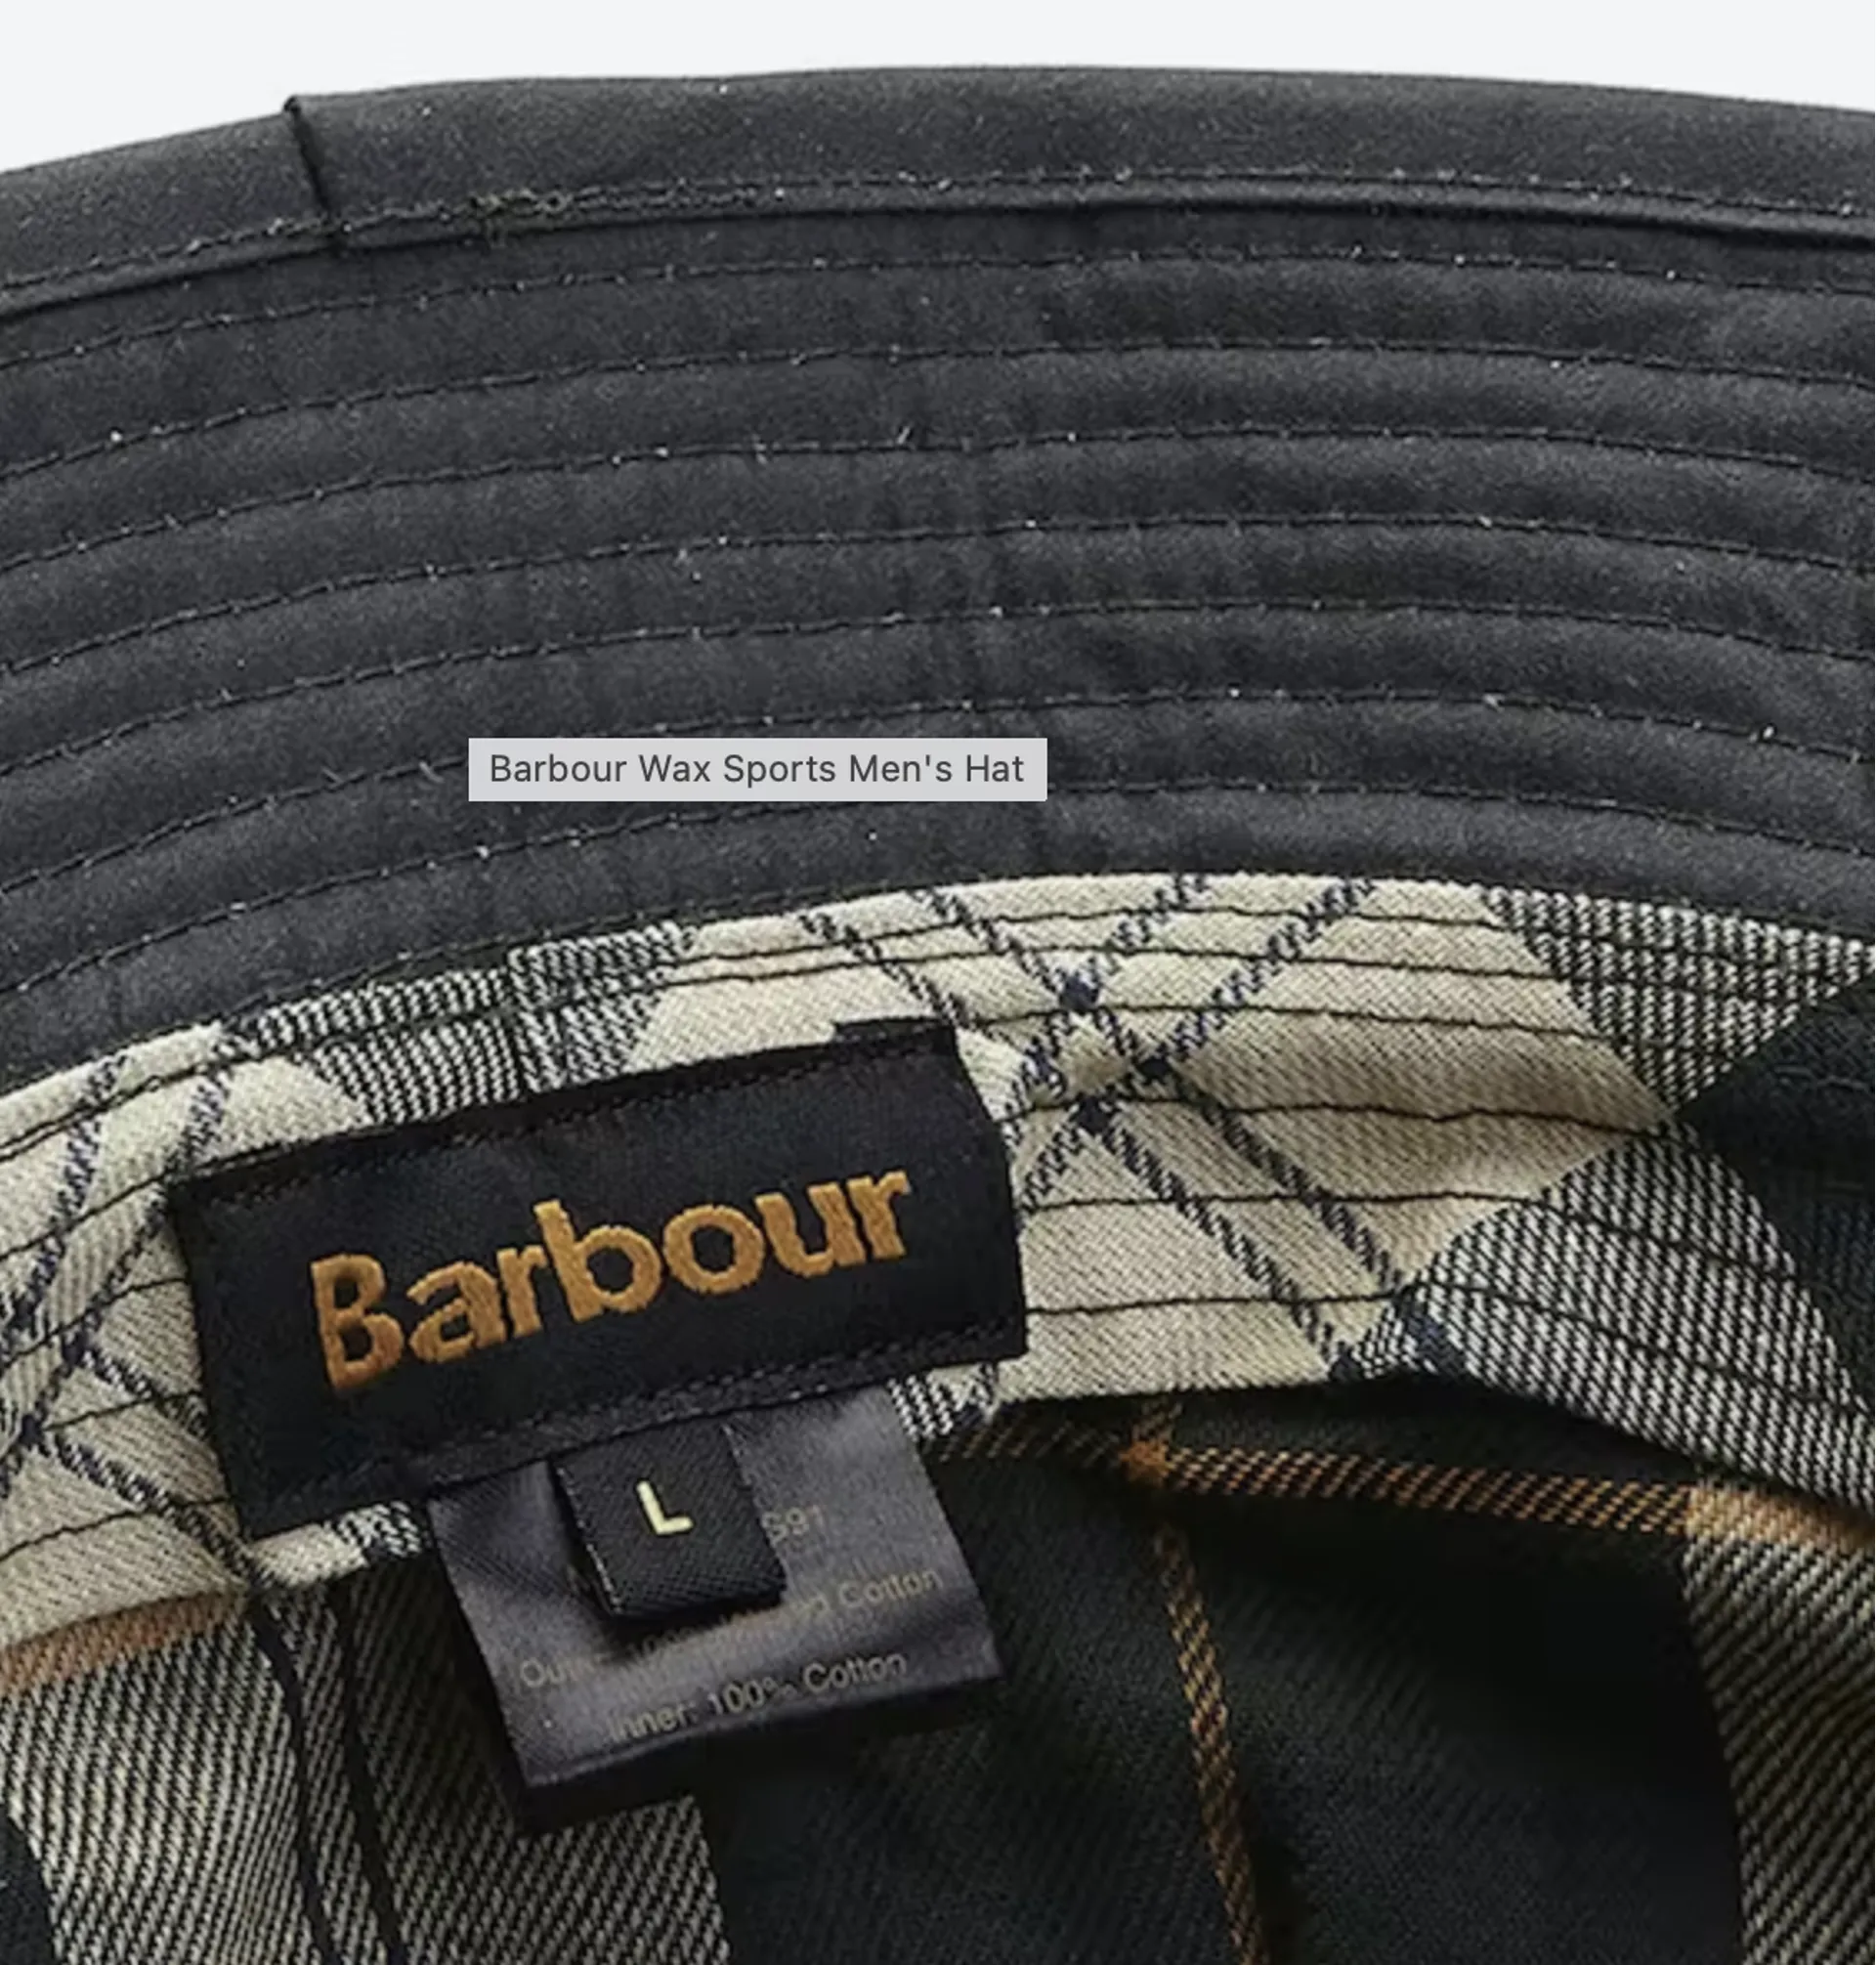 Barbour Wax Sports Men's Hat
Barbour
L
Cotton
Inner: 100% Cotton